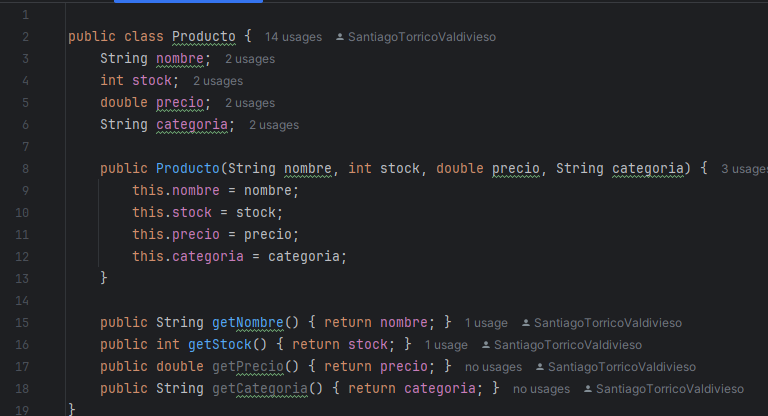 1
2 public class Producto { 14 usages SantiagoTorricoValdivieso
3 String nombre; 2 usages
4 int stock; 2 usages
5 double precio; 2 usages
6 String categoria; 2 usages
7
8 public Producto(String nombre, int stock, double precio, String categoria) { 3 usages
9 this.nombre = nombre;
10 this.stock = stock;
11 this.precio = precio;
12 this.categoria = categoria;
13 }
14
15 public String getNombre() { return nombre; } 1 usage SantiagoTorricoValdivieso
16 public int getStock() { return stock; } 1 usage SantiagoTorricoValdivieso
17 public double getPrecio() { return precio; } no usages SantiagoTorricoValdivieso
18 public String getCategoria() { return categoria; } no usages SantiagoTorricoValdivieso
19 }